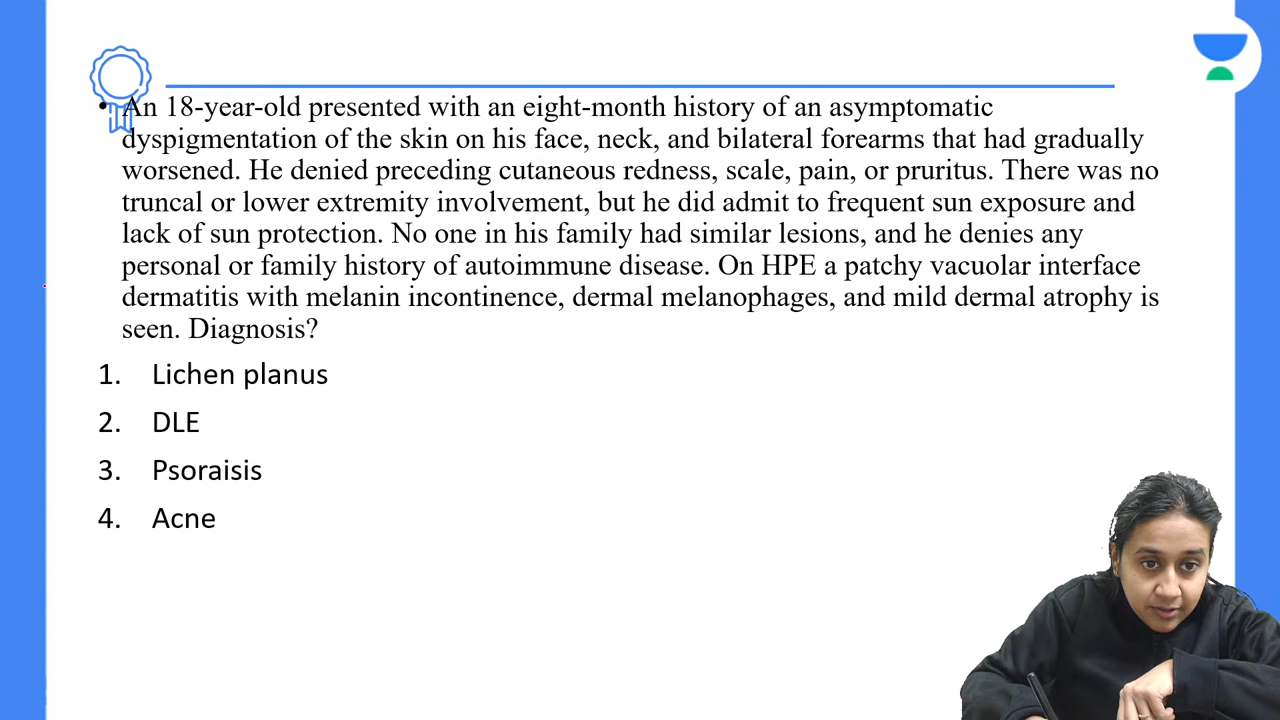 • An 18-year-old presented with an eight-month history of an asymptomatic
dyspigmentation of the skin on his face, neck, and bilateral forearms that had gradually
worsened. He denied preceding cutaneous redness, scale, pain, or pruritus. There was no
truncal or lower extremity involvement, but he did admit to frequent sun exposure and
lack of sun protection. No one in his family had similar lesions, and he denies any
personal or family history of autoimmune disease. On HPE a patchy vacuolar interface
dermatitis with melanin incontinence, dermal melanophages, and mild dermal atrophy is
seen. Diagnosis?
1. Lichen planus
2. DLE
3. Psoraisis
4. Acne